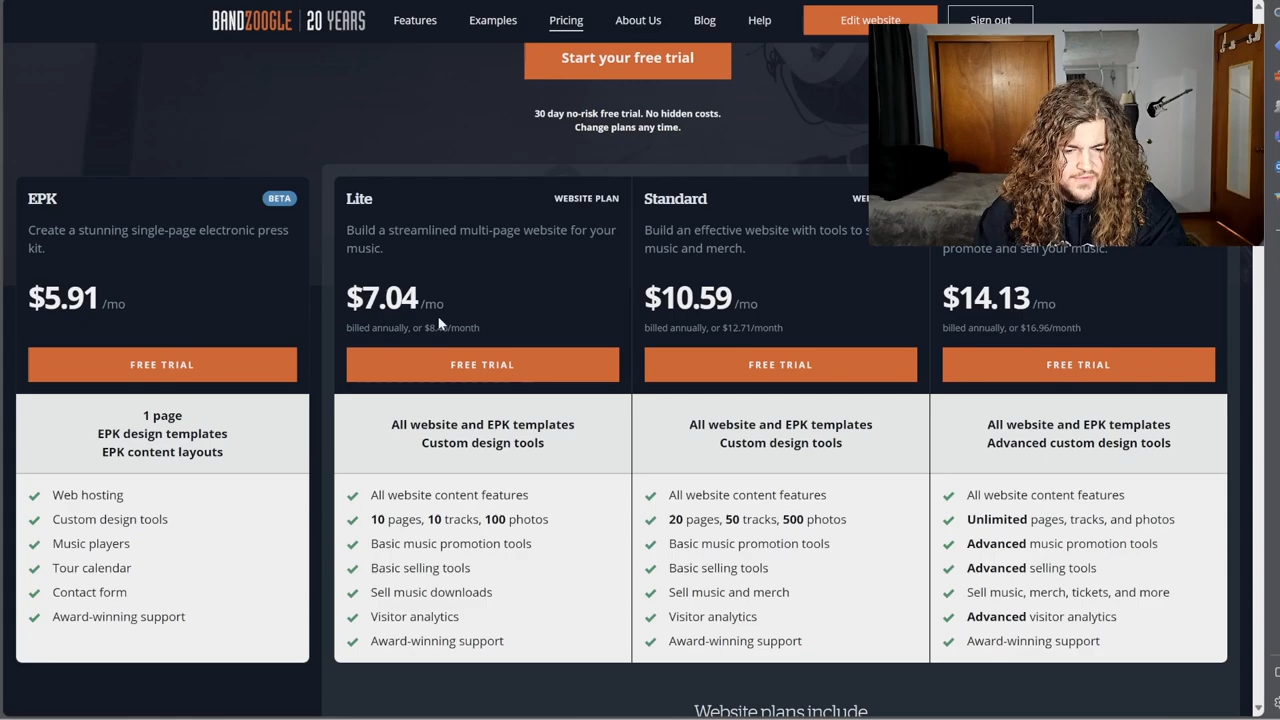 BANDZOOGLE | 20 YEARS
Features
Examples
Pricing
About Us
Blog
Help
Edit website
Sign out
Start your free trial
30 day no-risk free trial. No hidden costs.
Change plans any time.
EPK
BETA
Create a stunning single-page electronic press
kit.
$5.91 /mo
FREE TRIAL
1 page
EPK design templates
EPK content layouts
Web hosting
Custom design tools
Music players
Tour calendar
Contact form
Award-winning support
Lite
WEBSITE PLAN
Build a streamlined multi-page website for your
music.
$7.04 /mo
billed annually, or
FREE TRIAL
All website and EPK templates
Custom design tools
All website content features
10 pages, 10 tracks, 100 photos
Basic music promotion tools
Basic selling tools
Sell music downloads
Visitor analytics
Award-winning support
Standard
Build an effective website with tools to
music and merch.
$10.59 /mo
billed annually, or $12.71/month
FREE TRIAL
All website and EPK templates
Custom design tools
All website content features
20 pages, 50 tracks, 500 photos
Basic music promotion tools
Basic selling tools
Sell music and merch
Visitor analytics
Award-winning support
promote and sell your music.
$14.13 /mo
billed annually, or $16.96/month
FREE TRIAL
All website and EPK templates
Advanced custom design tools
All website content features
Unlimited pages, tracks, and photos
Advanced music promotion tools
Advanced selling tools
Sell music, merch, tickets, and more
Advanced visitor analytics
Award-winning support
Website plans include